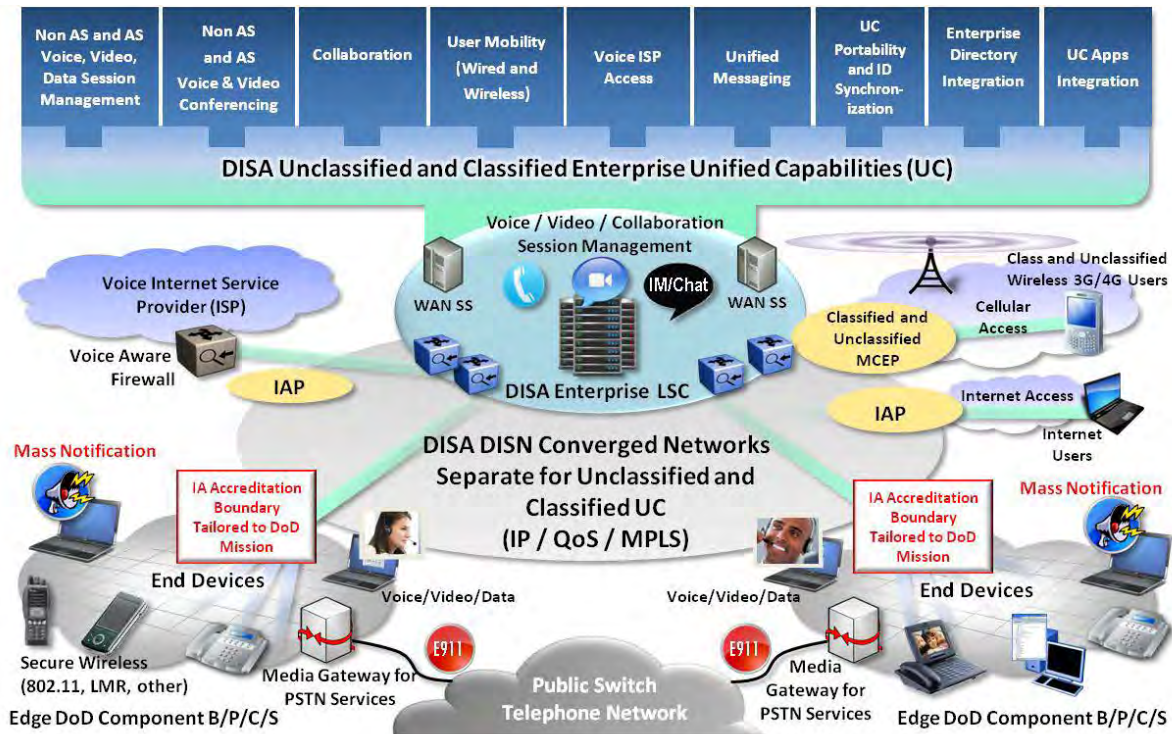 Non AS and AS
Voice, Video,
Data Session
Management
Non AS
and AS
Voice & Video
Conferencing
Collaboration
User Mobility
(Wired and
Wireless)
Voice ISP
Access
Unified
Messaging
UC
Portability
and ID
Synchron-
ization
Enterprise
Directory
Integration
UC Apps
Integration
DISA Unclassified and Classified Enterprise Unified Capabilities (UC)
Voice / Video / Collaboration
Session Management
WAN SS
IM/Chat
WAN SS
DISA Enterprise LSC
Voice Internet Service
Provider (ISP)
Voice Aware
Firewall
IAP
Class and Unclassified
Wireless 3G/4G Users
Cellular
Access
Classified and
Unclassified
MCEP
IAP
Internet Access
Internet
Users
DISA DISN Converged Networks
Separate for Unclassified and
Classified UC
(IP / QoS / MPLS)
Mass Notification
IA Accreditation
Boundary
Tailored to DoD
Mission
End Devices
Voice/Video/Data
Secure Wireless
(802.11, LMR, other)
Media Gateway for
PSTN Services
E911
Edge DoD Component B/P/C/S
Public Switch
Telephone Network
Mass Notification
IA Accreditation
Boundary
Tailored to DoD
Mission
End Devices
Voice/Video/Data
E911
Media
Gateway for
PSTN Services
Edge DoD Component B/P/C/S